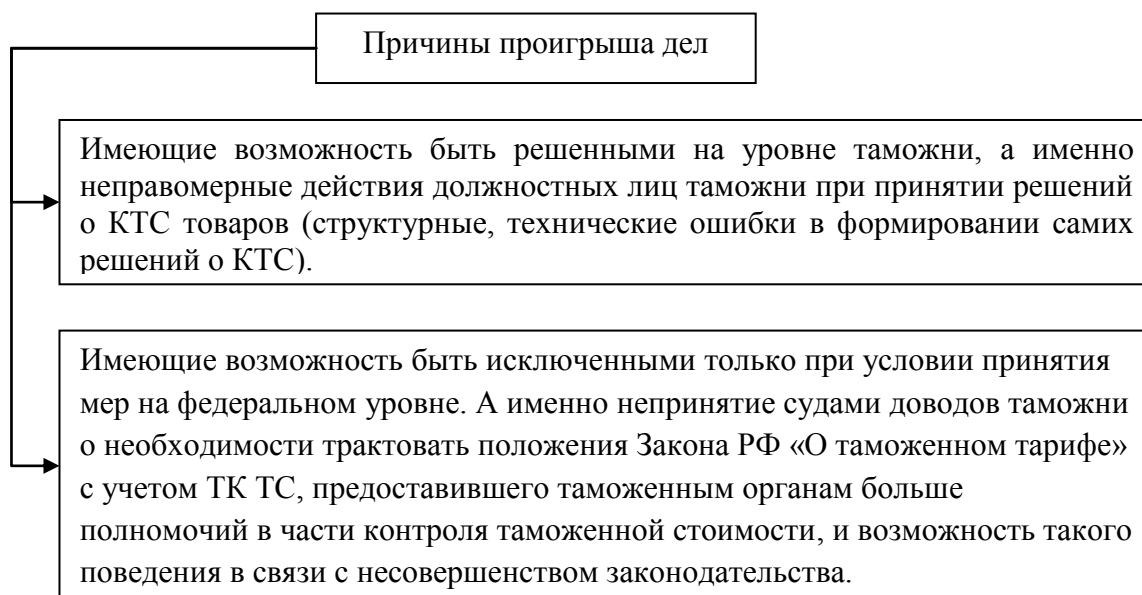 Причины проигрыша дел
Имеющие возможность быть решенными на уровне таможни, а именно
неправомерные действия должностных лиц таможни при принятии решений
о КТС товаров (структурные, технические ошибки в формировании самих
решений о КТС).
Имеющие возможность быть исключенными только при условии принятия
мер на федеральном уровне. А именно непринятие судами доводов таможни
о необходимости трактовать положения Закона РФ «О таможенном тарифе»
с учетом ТК ТС, предоставившего таможенным органам больше
полномочий в части контроля таможенной стоимости, и возможность такого
поведения в связи с несовершенством законодательства.